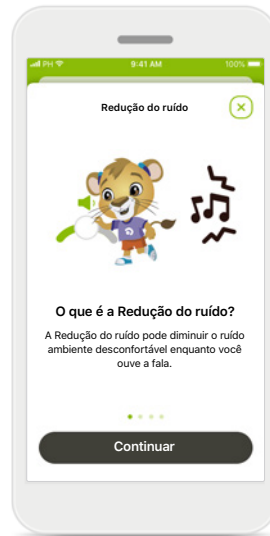 PH 9:41 AM 100%
Redução do ruído
O que é a Redução do ruído?
A Redução do ruído pode diminuir o ruído
ambiente desconfortável enquanto você
ouve a fala.
Continuar